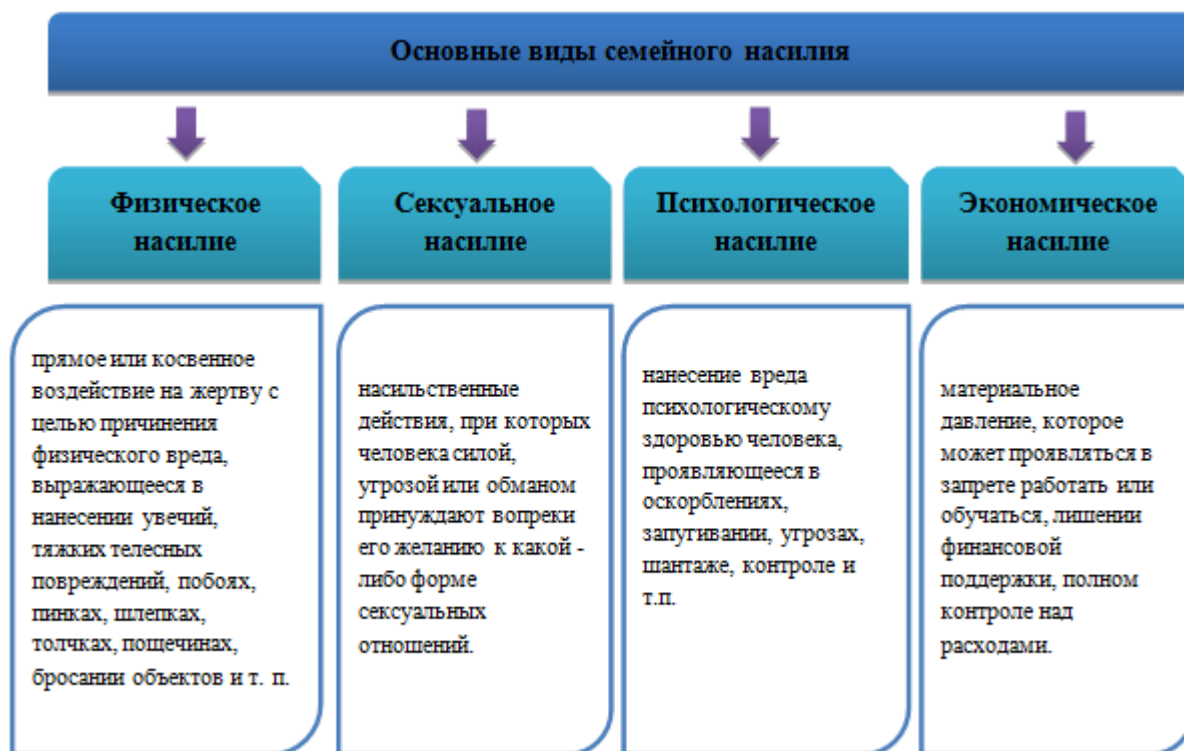 Основные виды семейного насилия
Физическое
насилие
Сексуальное
насилие
Психологическое
насилие
Экономическое
насилие
прямое или косвенное
воздействие на жертву с
целью причинения
физического вреда,
выражающееся в
нанесении увечий,
тяжких телесных
повреждений, побоях,
пинках, шлепках,
толчках, пощечинах,
бросании объектов и т. п.
насильственные
действия, при которых
человека силой,
угрозой или обманом
принуждают вопреки
его желанию к какой -
либо форме
сексуальных
отношений.
нанесение вреда
психологическому
здоровью человека,
проявляющееся в
оскорблениях,
запугивании, угрозах,
шантаже, контроле и
т.п.
материальное
давление, которое
может проявляться в
запрете работать или
обучаться, лишении
финансовой
поддержки, полном
контроле над
расходами.